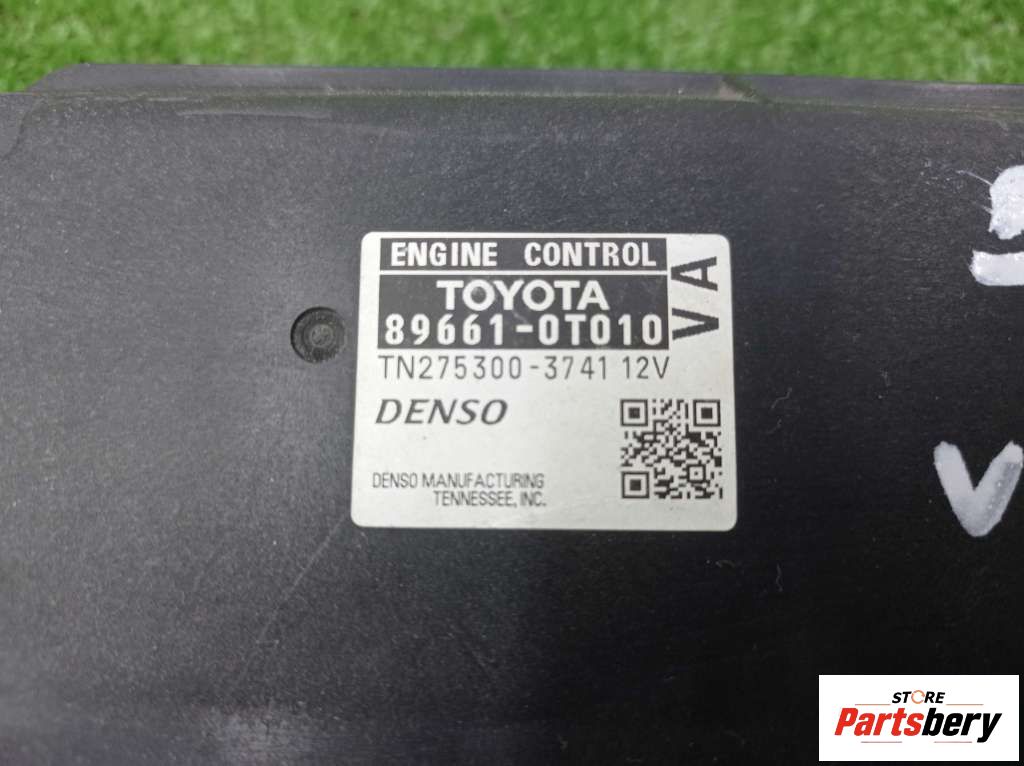 ENGINE CONTROL
TOYOTA
89661-0T010
VA
TN275300-3741 12V
DENSO
DENSO MANUFACTURING
TENNESSEE, INC.
V
STORE
Partsbery